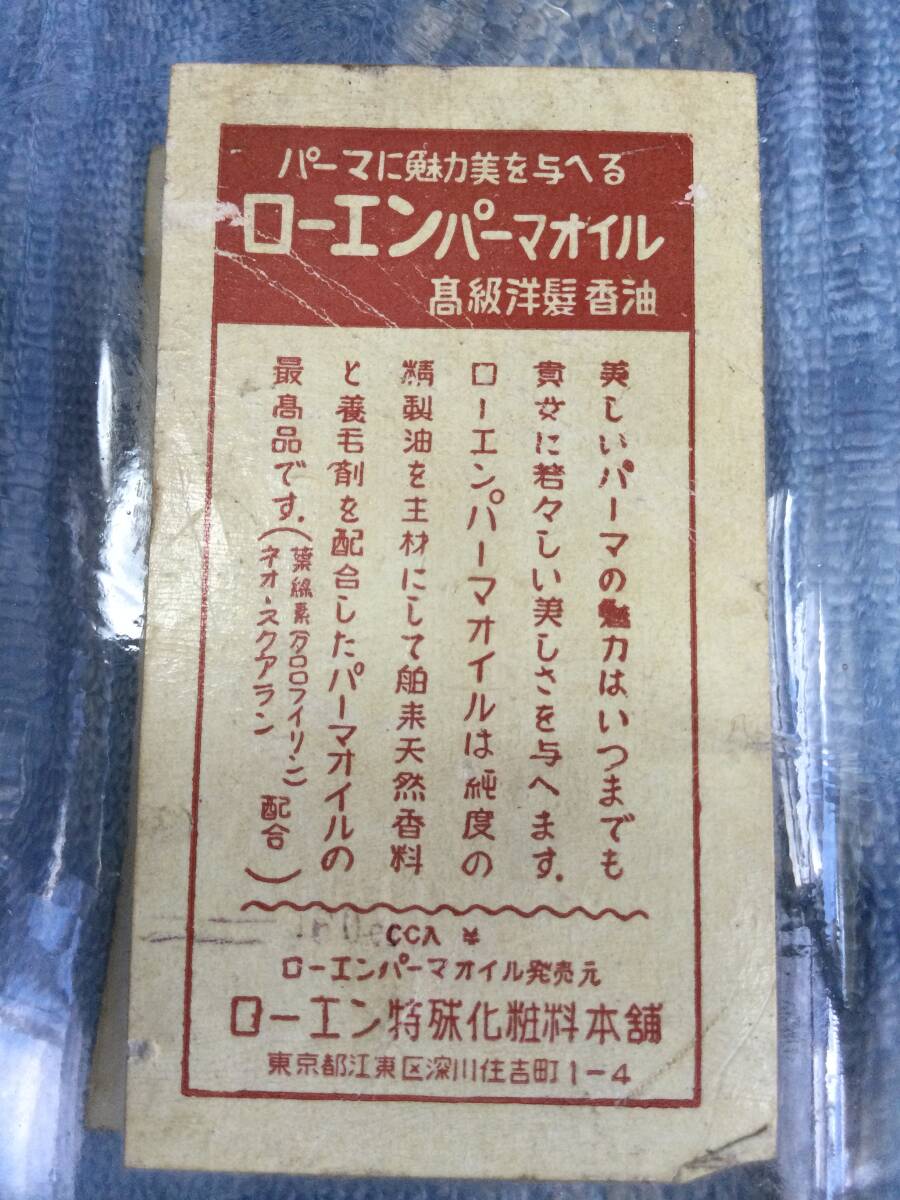 パーマに魅力美を与へる
ローエンパーマオイル
高級洋髮香油
美しいパーマの魅力はいつまでも
貴女に若々しい美しさを与へます.
ローエンパーマオイルは純度の
精製油を主材にして舶来天然香料
と養毛剤を配合したパーマオイルの
最高品です.(葉緑素(クロロフイリン)
ネオ・スクアラン 配合)
CCA ¥
ローエンパーマオイル発売元
ローエン特殊化粧料本舗
東京都江東区深川住吉町1-4